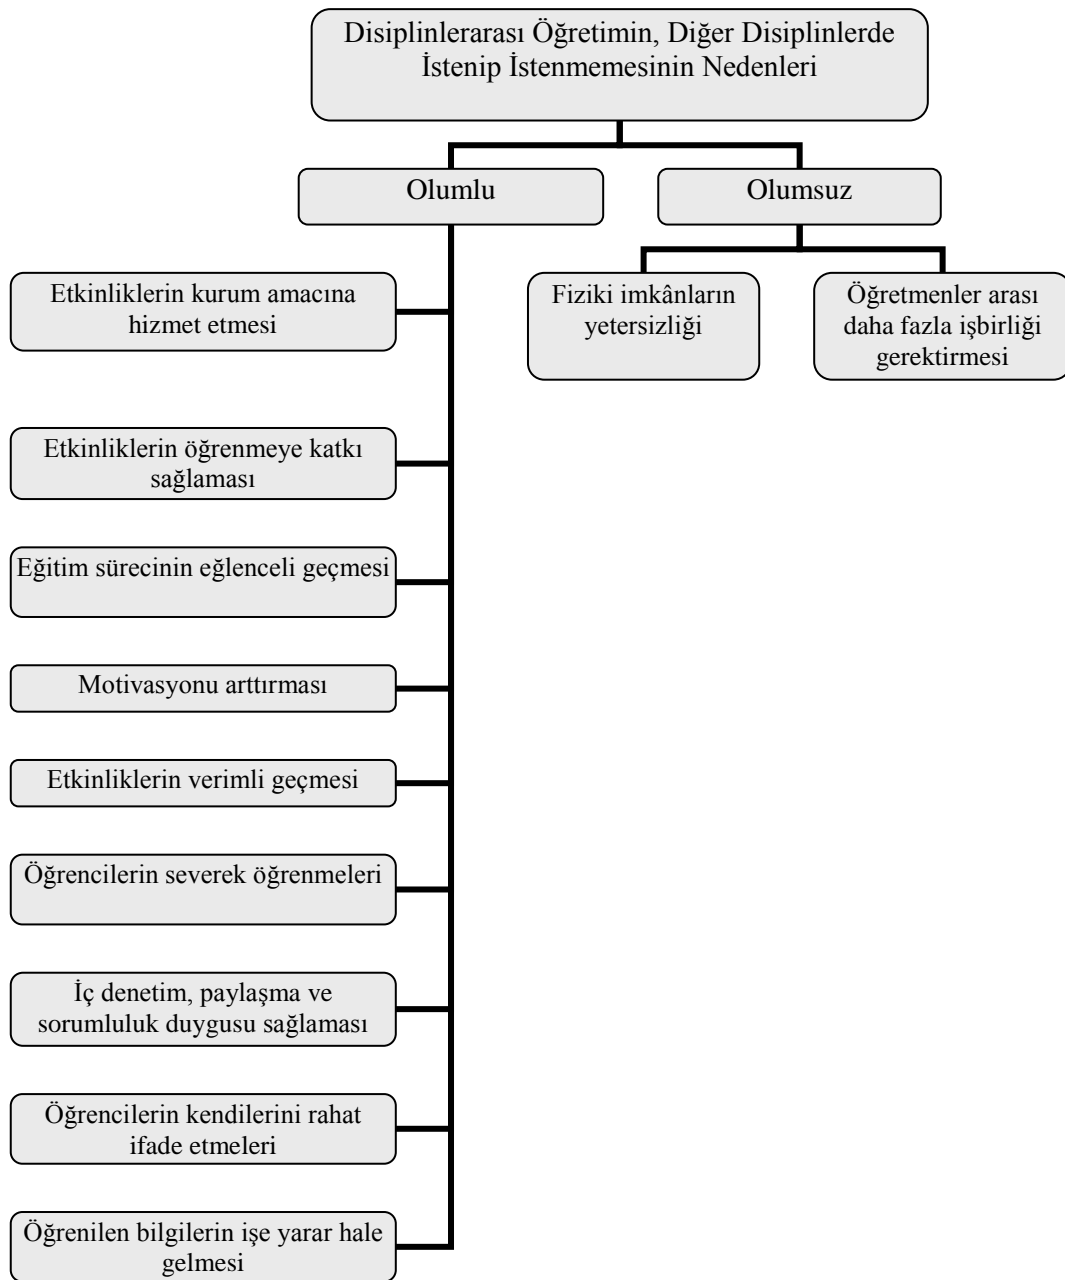 Disiplinlerarası Öğretimin, Diğer Disiplinlerde
İstenip İstenmemesinin Nedenleri
Olumlu
Olumsuz
Etkinliklerin kurum amacına
hizmet etmesi
Fiziki imkânların
yetersizliği
Öğretmenler arası
daha fazla işbirliği
gerektirmesi
Etkinliklerin öğrenmeye katkı
sağlaması
Eğitim sürecinin eğlenceli geçmesi
Motivasyonu arttırması
Etkinliklerin verimli geçmesi
Öğrencilerin severek öğrenmeleri
İç denetim, paylaşma ve
sorumluluk duygusu sağlaması
Öğrencilerin kendilerini rahat
ifade etmeleri
Öğrenilen bilgilerin işe yarar hale
gelmesi